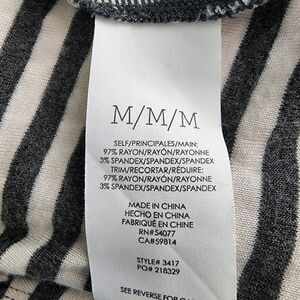 M/M/M
SELF/PRINCIPALES/MAIN:
97% RAYON/RAYÓN/RAYONNE
3% SPANDEX/SPANDEX/SPANDEX
TRIM/RECORTAR/RÉDUIRE:
97% RAYON/RAYÓN/RAYONNE
3% SPANDEX/SPANDEX/SPANDEX
MADE IN CHINA
HECHO EN CHINA
FABRIQUÉ EN CHINE
RN#54077
CA#59814
STYLE# 3417
PO# 218329
SEE REVERSE FOR